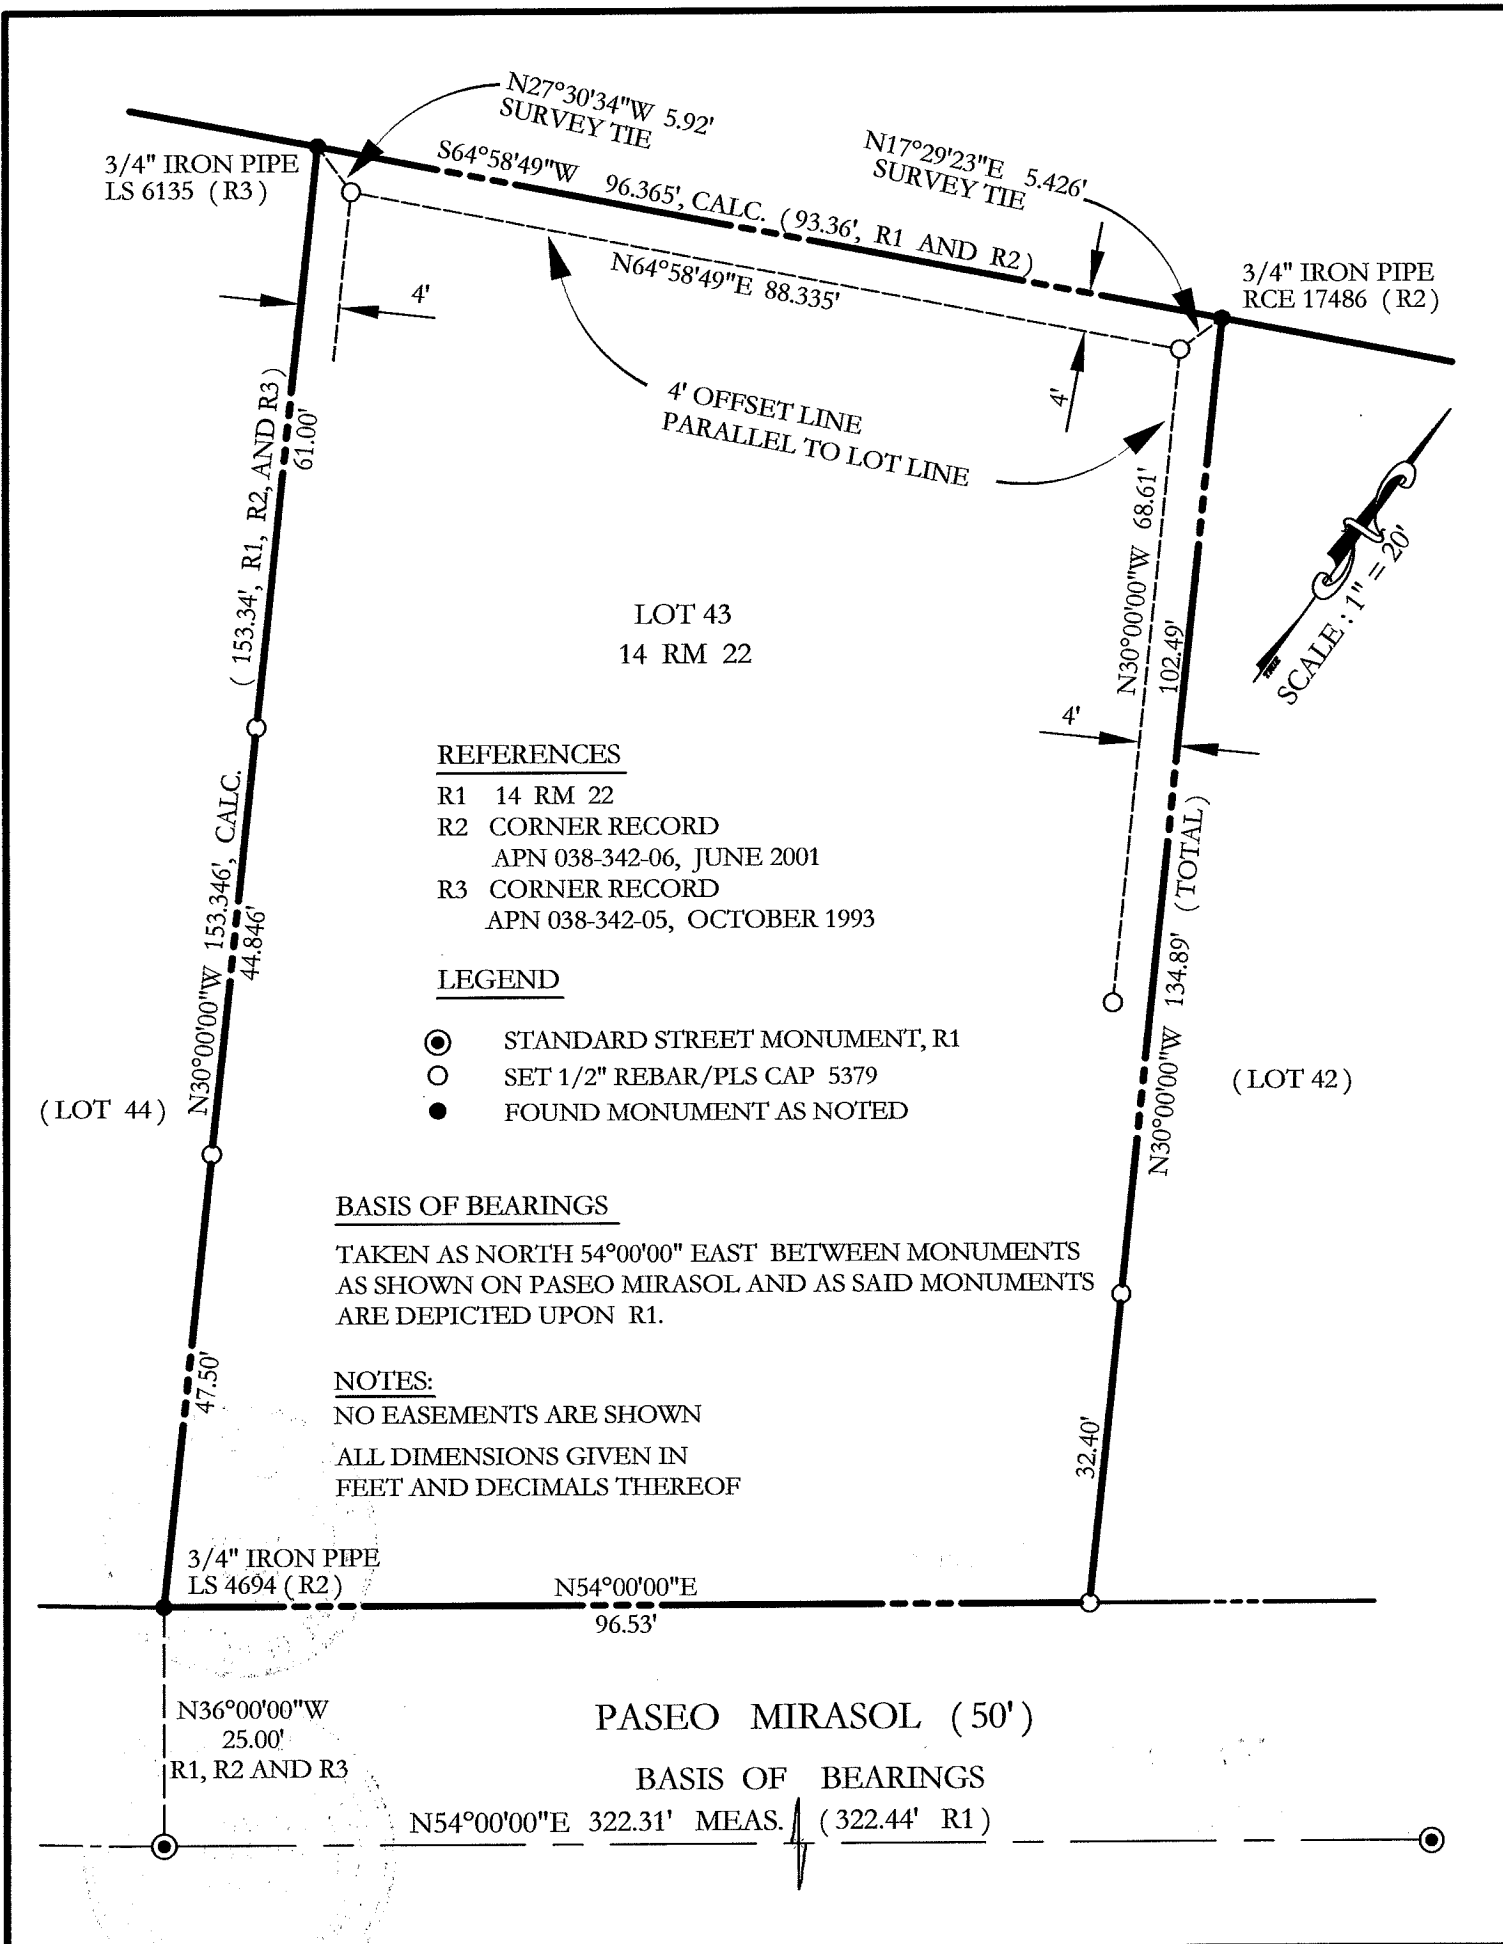 N27°30'34"W 5.92'
SURVEY TIE
N17°29'23"E 5.426'
SURVEY TIE
3/4" IRON PIPE
LS 6135 (R3)
S64°58'49"W 96.365', CALC. (93.36', R1 AND R2)
N64°58'49"E 88.335'
3/4" IRON PIPE
RCE 17486 (R2)
4'
4'
4' OFFSET LINE
PARALLEL TO LOT LINE
(153.34', R1, R2, AND R3)
61.00'
N30°00'00"W 68.61'
102.49'
SCALE : 1" = 20'
LOT 43
14 RM 22
4'
REFERENCES
R1 14 RM 22
R2 CORNER RECORD
APN 038-342-06, JUNE 2001
R3 CORNER RECORD
APN 038-342-05, OCTOBER 1993
N30°00'00"W 153.346', CALC.
44.846'
N30°00'00"W 134.89' (TOTAL)
LEGEND
STANDARD STREET MONUMENT, R1
SET 1/2" REBAR/PLS CAP 5379
FOUND MONUMENT AS NOTED
(LOT 44)
(LOT 42)
BASIS OF BEARINGS
TAKEN AS NORTH 54°00'00" EAST BETWEEN MONUMENTS
AS SHOWN ON PASEO MIRASOL AND AS SAID MONUMENTS
ARE DEPICTED UPON R1.
47.50'
NOTES:
NO EASEMENTS ARE SHOWN
ALL DIMENSIONS GIVEN IN
FEET AND DECIMALS THEREOF
32.40'
3/4" IRON PIPE
LS 4694 (R2)
N54°00'00"E
96.53'
N36°00'00"W
25.00'
R1, R2 AND R3
PASEO MIRASOL (50')
BASIS OF BEARINGS
N54°00'00"E 322.31' MEAS. (322.44' R1)